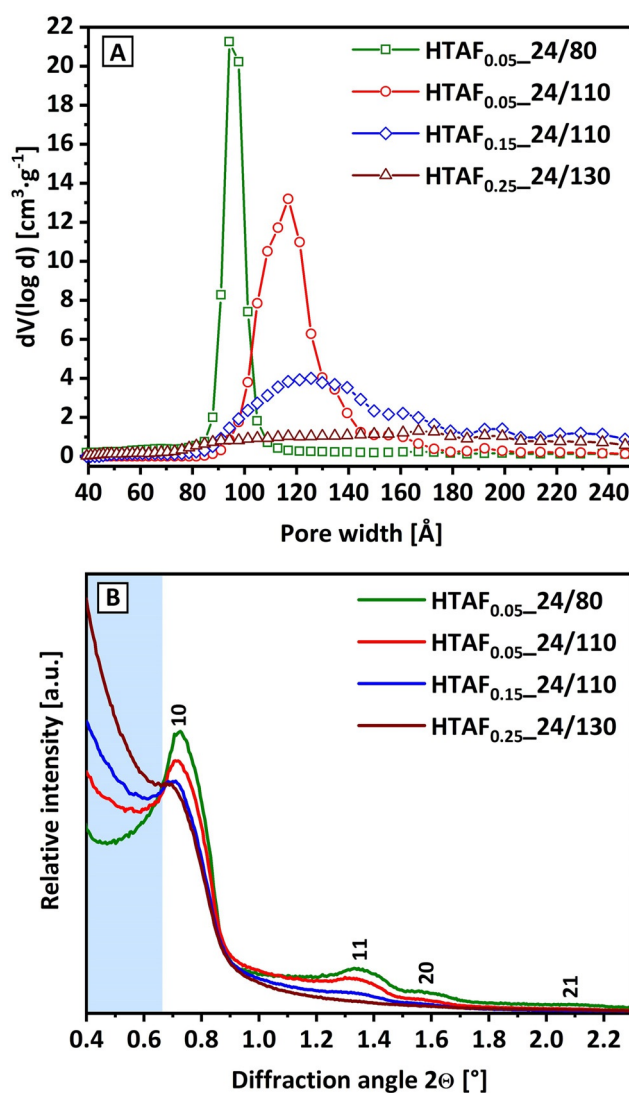 A
HTAF0.05_24/80
HTAF0.05_24/110
HTAF0.15_24/110
HTAF0.25_24/130
22
20
18
16
14
12
10
8
6
4
2
0
dV(log d) [cm³·g⁻¹]
40 60 80 100 120 140 160 180 200 220 240
Pore width [Å]
B
HTAF0.05_24/80
HTAF0.05_24/110
HTAF0.15_24/110
HTAF0.25_24/130
10
11
20
21
Relative intensity [a.u.]
0.4 0.6 0.8 1.0 1.2 1.4 1.6 1.8 2.0 2.2
Diffraction angle 2Θ [°]